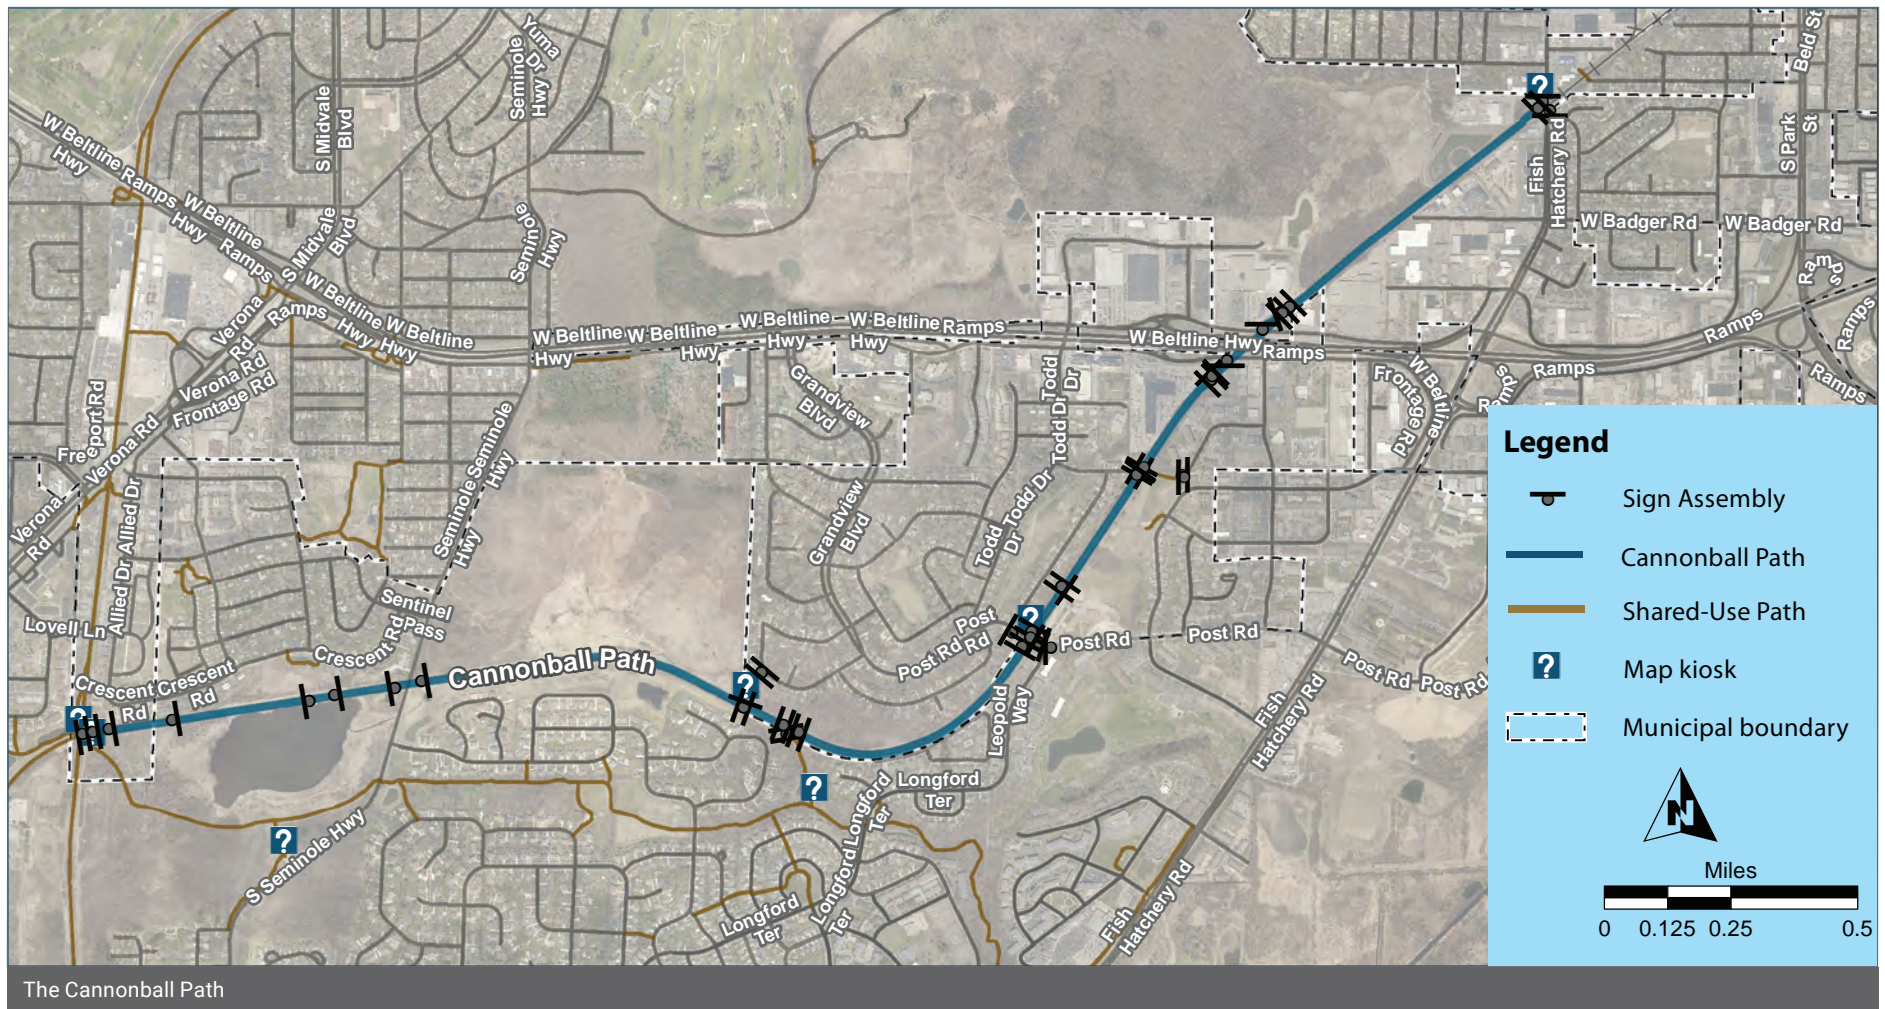 Yuma
Dr
Seminole
Hwy
Beld St
S Midvale
Blvd
W Beltline
Hwy
Ramps
S Park
St
Fish
Hatchery Rd
W Beltline
Hwy
Ramps
S Midvale
Blvd
Seminole
Hwy
W Badger Rd
W Badger Rd
Ramps
W Beltline
Hwy
W Beltline
Hwy
Verona
Rd
Ramps
W Beltline
Hwy
W Beltline
W Beltline
Hwy
W Beltline
Hwy
Ramps
W Beltline Hwy
Ramps
Ramps
Ramps
Ramps
Ramps
Ramps
Verona Rd
Frontage Rd
Freeport Rd
Verona Rd
Grandview
Blvd
Todd
Dr
Todd Dr
Frontage Rd
W Beltline
Hwy
Seminole
Hwy
Seminole
Hwy
Verona
Rd
Allied Dr
Allied Dr
Grandview
Blvd
Todd Dr
Todd
Dr
Sentinel
Pass
Lovell Ln
Crescent Rd
Crescent
Rd
Crescent
Rd
Cannonball Path
Post
Rd
Post Rd
Post Rd
Post Rd
Post Rd
Post Rd
Leopold
Way
Fish
Hatchery Rd
Longford
Ter
Longford
Ter
S Seminole Hwy
Longford
Ter
Longford
Ter
Fish
Hatchery Rd
?
?
?
?
?
?
Legend
Sign Assembly
Cannonball Path
Shared-Use Path
? Map kiosk
Municipal boundary
N
Miles
0 0.125 0.25 0.5
The Cannonball Path